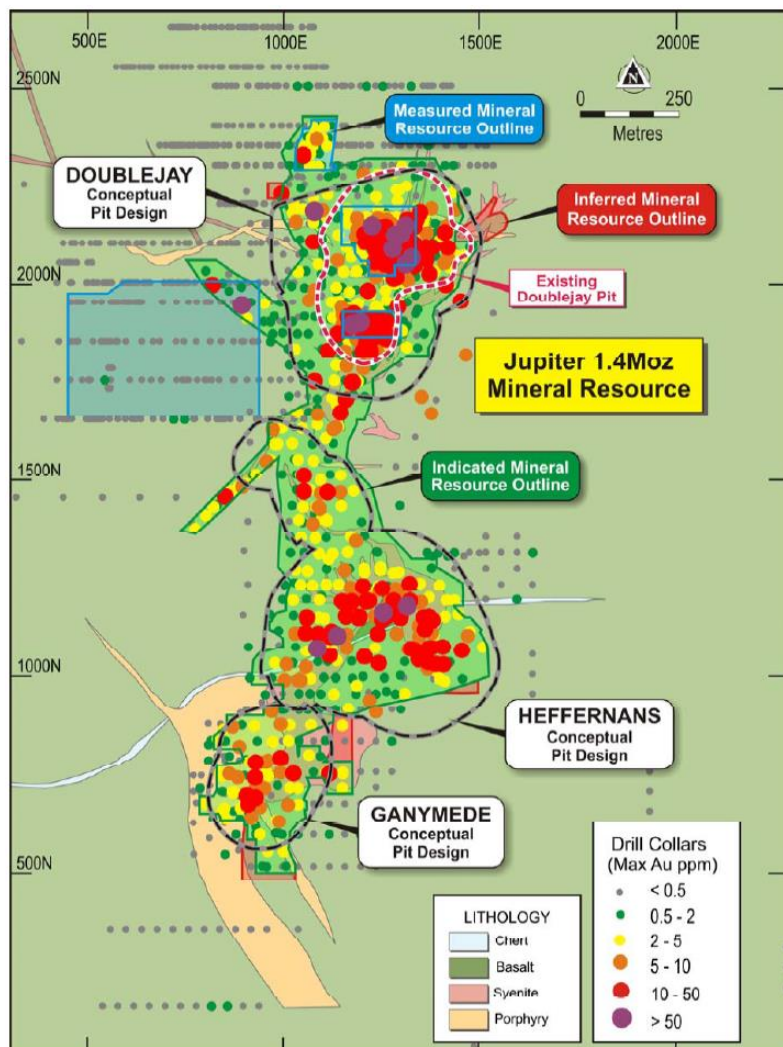 500E
1000E
1500E
2000E
2500N
N
0 250
Metres
Measured Mineral
Resource Outline
DOUBLEJAY
Conceptual
Pit Design
Inferred Mineral
Resource Outline
2000N
Existing
Doublejay Pit
Jupiter 1.4Moz
Mineral Resource
1500N
Indicated Mineral
Resource Outline
1000N
HEFFERNANS
Conceptual
Pit Design
GANYMEDE
Conceptual
Pit Design
500N
LITHOLOGY
Chert
Basalt
Syenite
Porphyry
Drill Collars
(Max Au ppm)
< 0.5
0.5 - 2
2 - 5
5 - 10
10 - 50
> 50